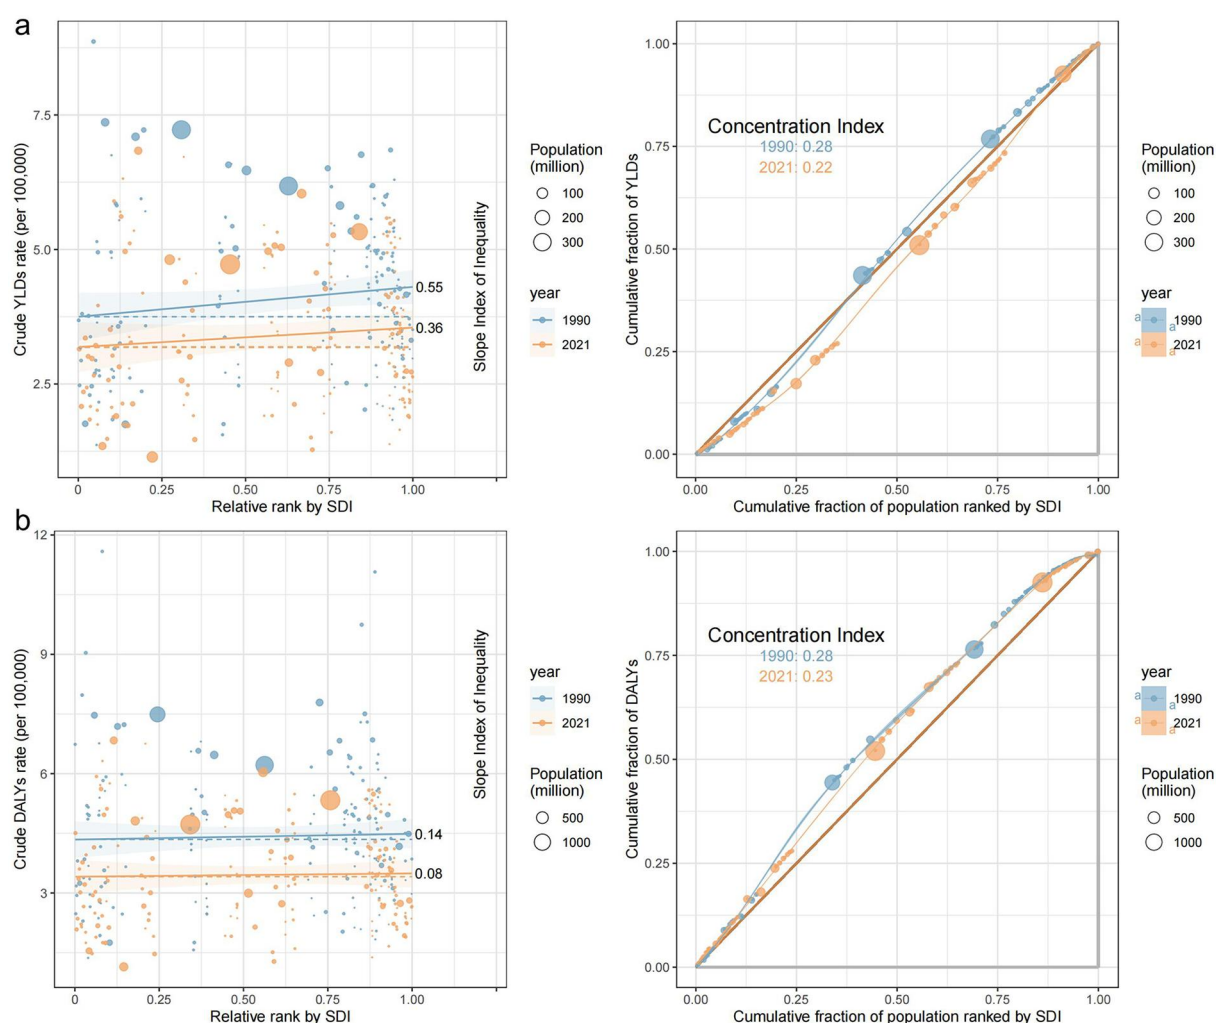 a
Crude YLDs rate (per 100,000)
7.5
5.0
2.5
0
0.25
0.50
0.75
1.00
Relative rank by SDI
0.55
0.36
Slope Index of Inequality
Population
(million)
100
200
300
year
1990
2021
Cumulative fraction of YLDs
1.00
0.75
0.50
0.25
0.00
Concentration Index
1990: 0.28
2021: 0.22
0.00
0.25
0.50
0.75
1.00
Cumulative fraction of population ranked by SDI
Population
(million)
100
200
300
year
a a 1990
a a 2021
b
Crude DALYs rate (per 100,000)
12
9
6
3
0
0.25
0.50
0.75
1.00
Relative rank by SDI
0.14
0.08
Slope Index of Inequality
year
1990
2021
Population
(million)
500
1000
Cumulative fraction of DALYs
1.00
0.75
0.50
0.25
0.00
Concentration Index
1990: 0.28
2021: 0.23
0.00
0.25
0.50
0.75
1.00
Cumulative fraction of population ranked by SDI
year
a a 1990
a a 2021
Population
(million)
500
1000